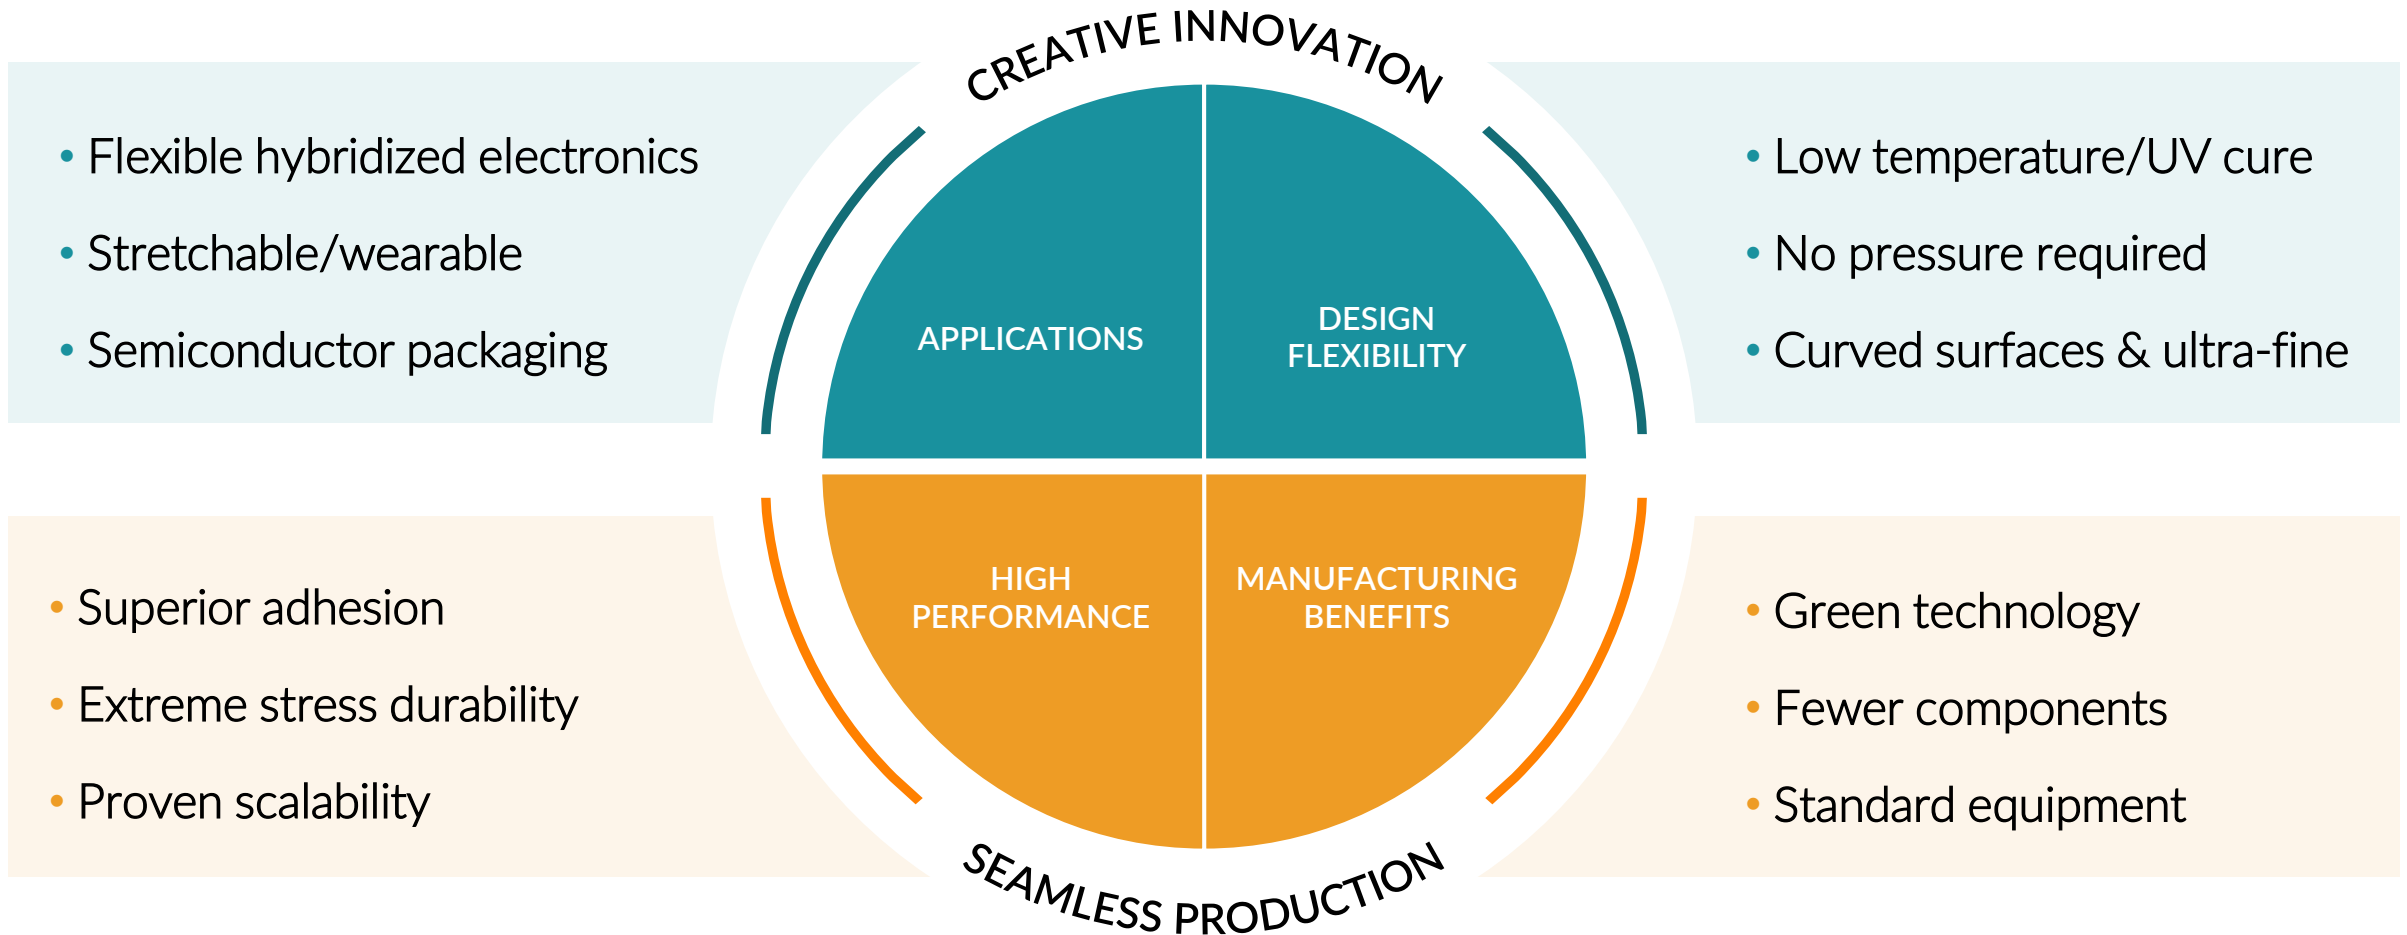 CREATIVE INNOVATION
• Flexible hybridized electronics
• Stretchable/wearable
• Semiconductor packaging
APPLICATIONS
DESIGN
FLEXIBILITY
• Low temperature/UV cure
• No pressure required
• Curved surfaces & ultra-fine
• Superior adhesion
• Extreme stress durability
• Proven scalability
HIGH
PERFORMANCE
MANUFACTURING
BENEFITS
• Green technology
• Fewer components
• Standard equipment
SEAMLESS PRODUCTION